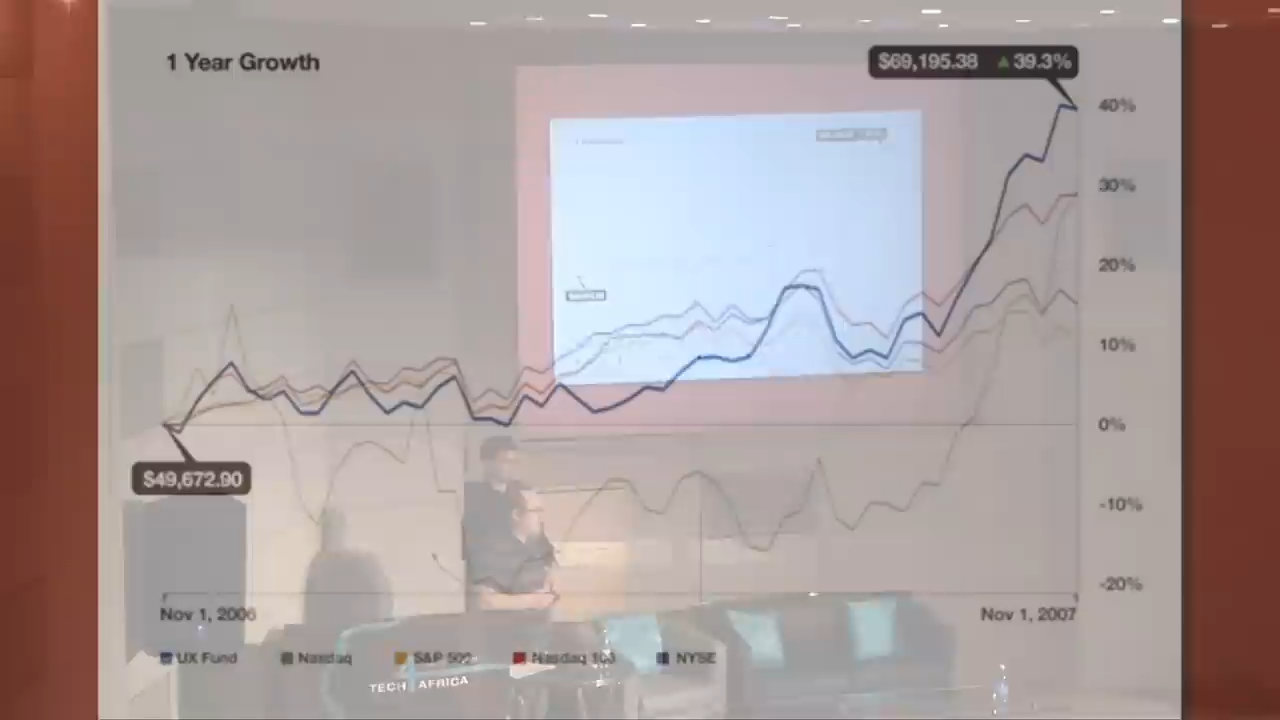 1 Year Growth
$69,195.38 ▲ 39.3%
40%
30%
20%
10%
0%
$49,672.90
-10%
-20%
Nov 1, 2006 Nov 1, 2007
UX Fund Nasdaq S&P 500 Nasdaq 100 NYSE
TECH AFRICA